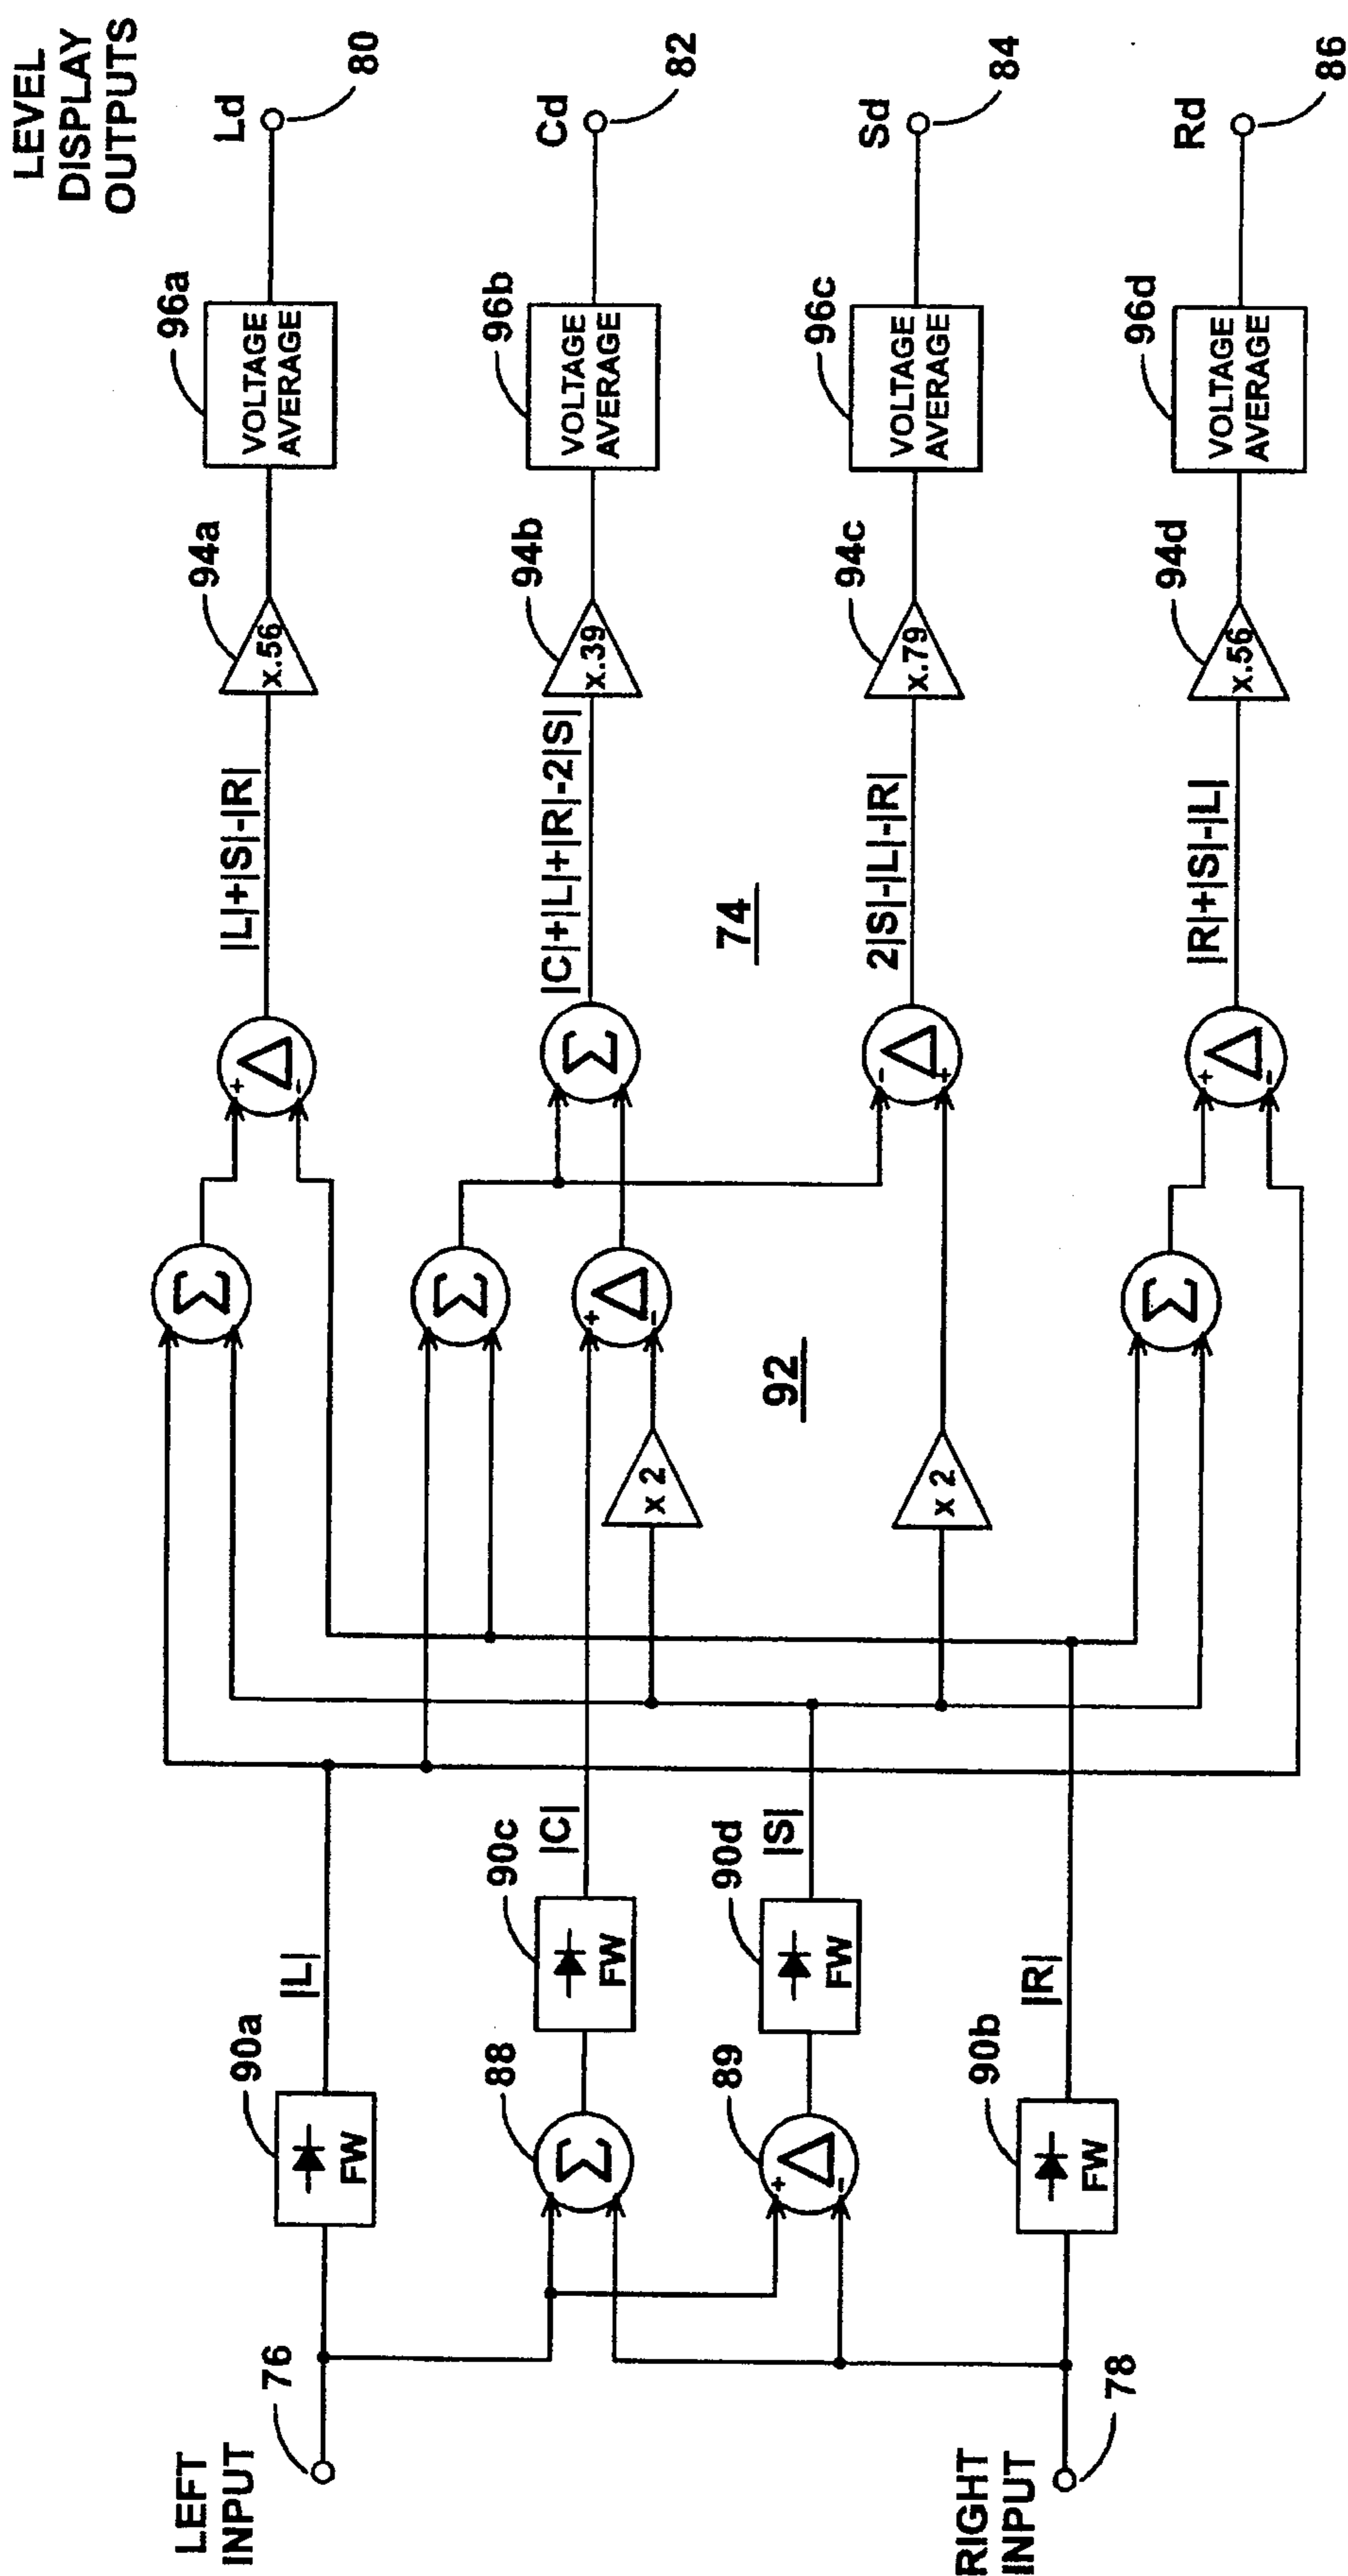 LEVEL
DISPLAY
OUTPUTS
LEFT
INPUT
76
90a
FW
|L|
Σ
+
-
Δ
|L|+|S|-|R|
94a
x.56
96a
VOLTAGE
AVERAGE
Ld
80
88
Σ
90c
FW
|C|
x 2
Σ
+
-
Δ
Σ
|C|+|L|+|R|-2|S|
94b
x.39
96b
VOLTAGE
AVERAGE
Cd
82
92
74
89
+
-
Δ
90d
FW
|S|
x 2
-
+
Δ
2|S|-|L|-|R|
94c
x.79
96c
VOLTAGE
AVERAGE
Sd
84
RIGHT
INPUT
78
90b
FW
|R|
Σ
+
-
Δ
|R|+|S|-|L|
94d
x.56
96d
VOLTAGE
AVERAGE
Rd
86